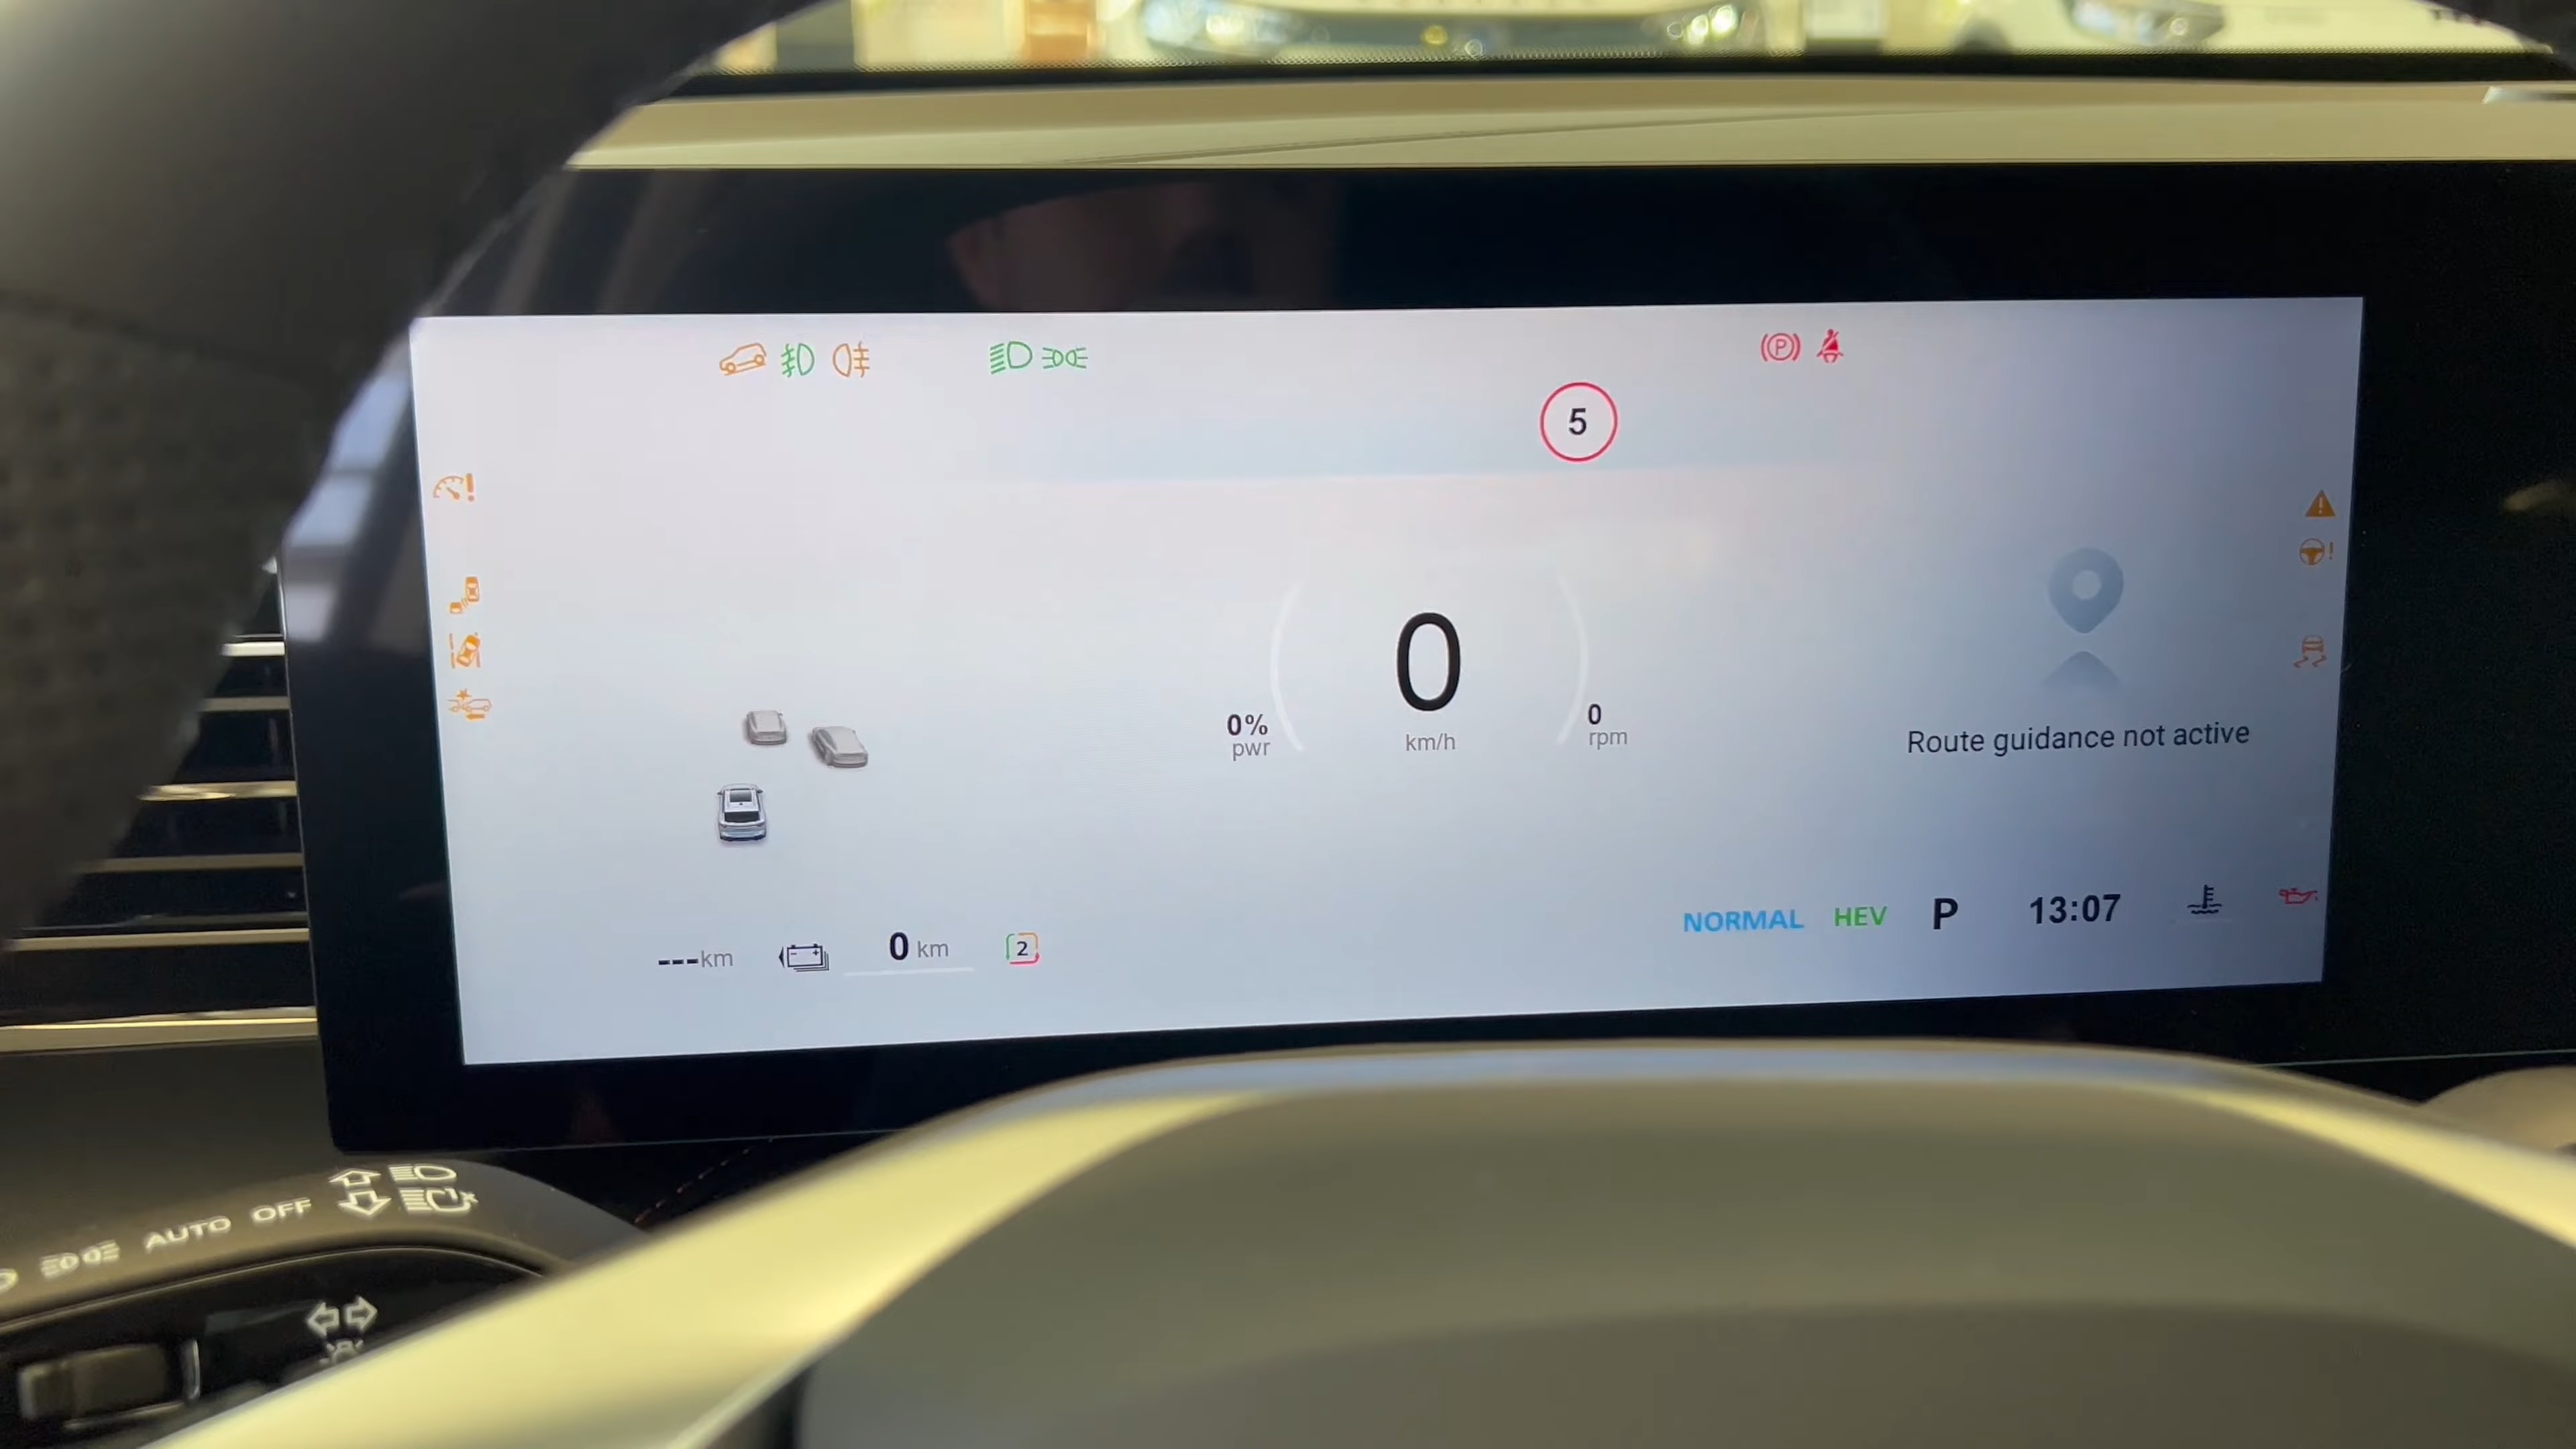 5
0
0%
pwr
km/h
0
rpm
Route guidance not active
NORMAL HEV P 13:07
---km
0 km
2
AUTO OFF